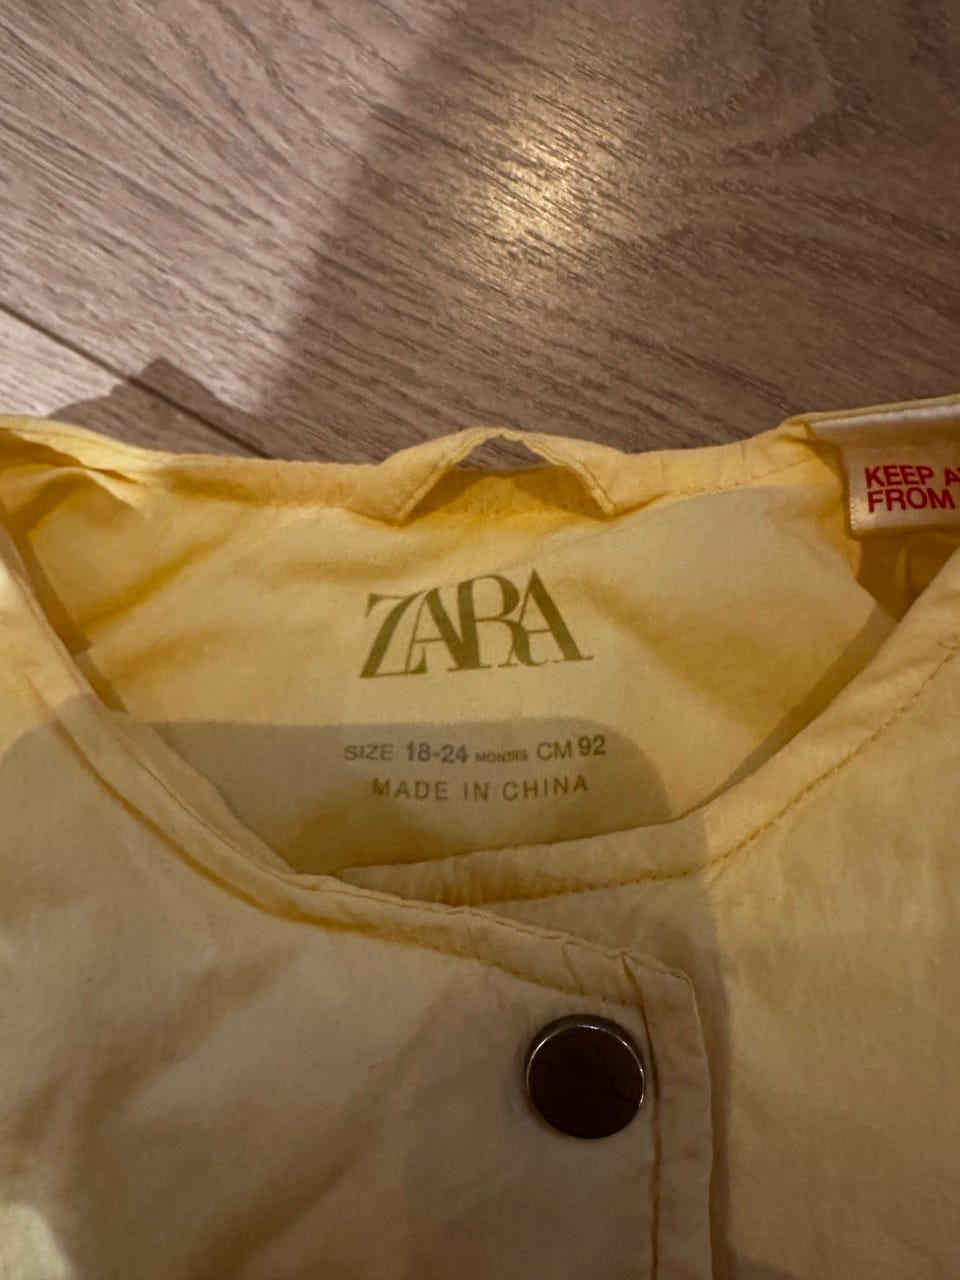 ZARA
SIZE 18-24 MONTHS CM 92
MADE IN CHINA
KEEP
FROM